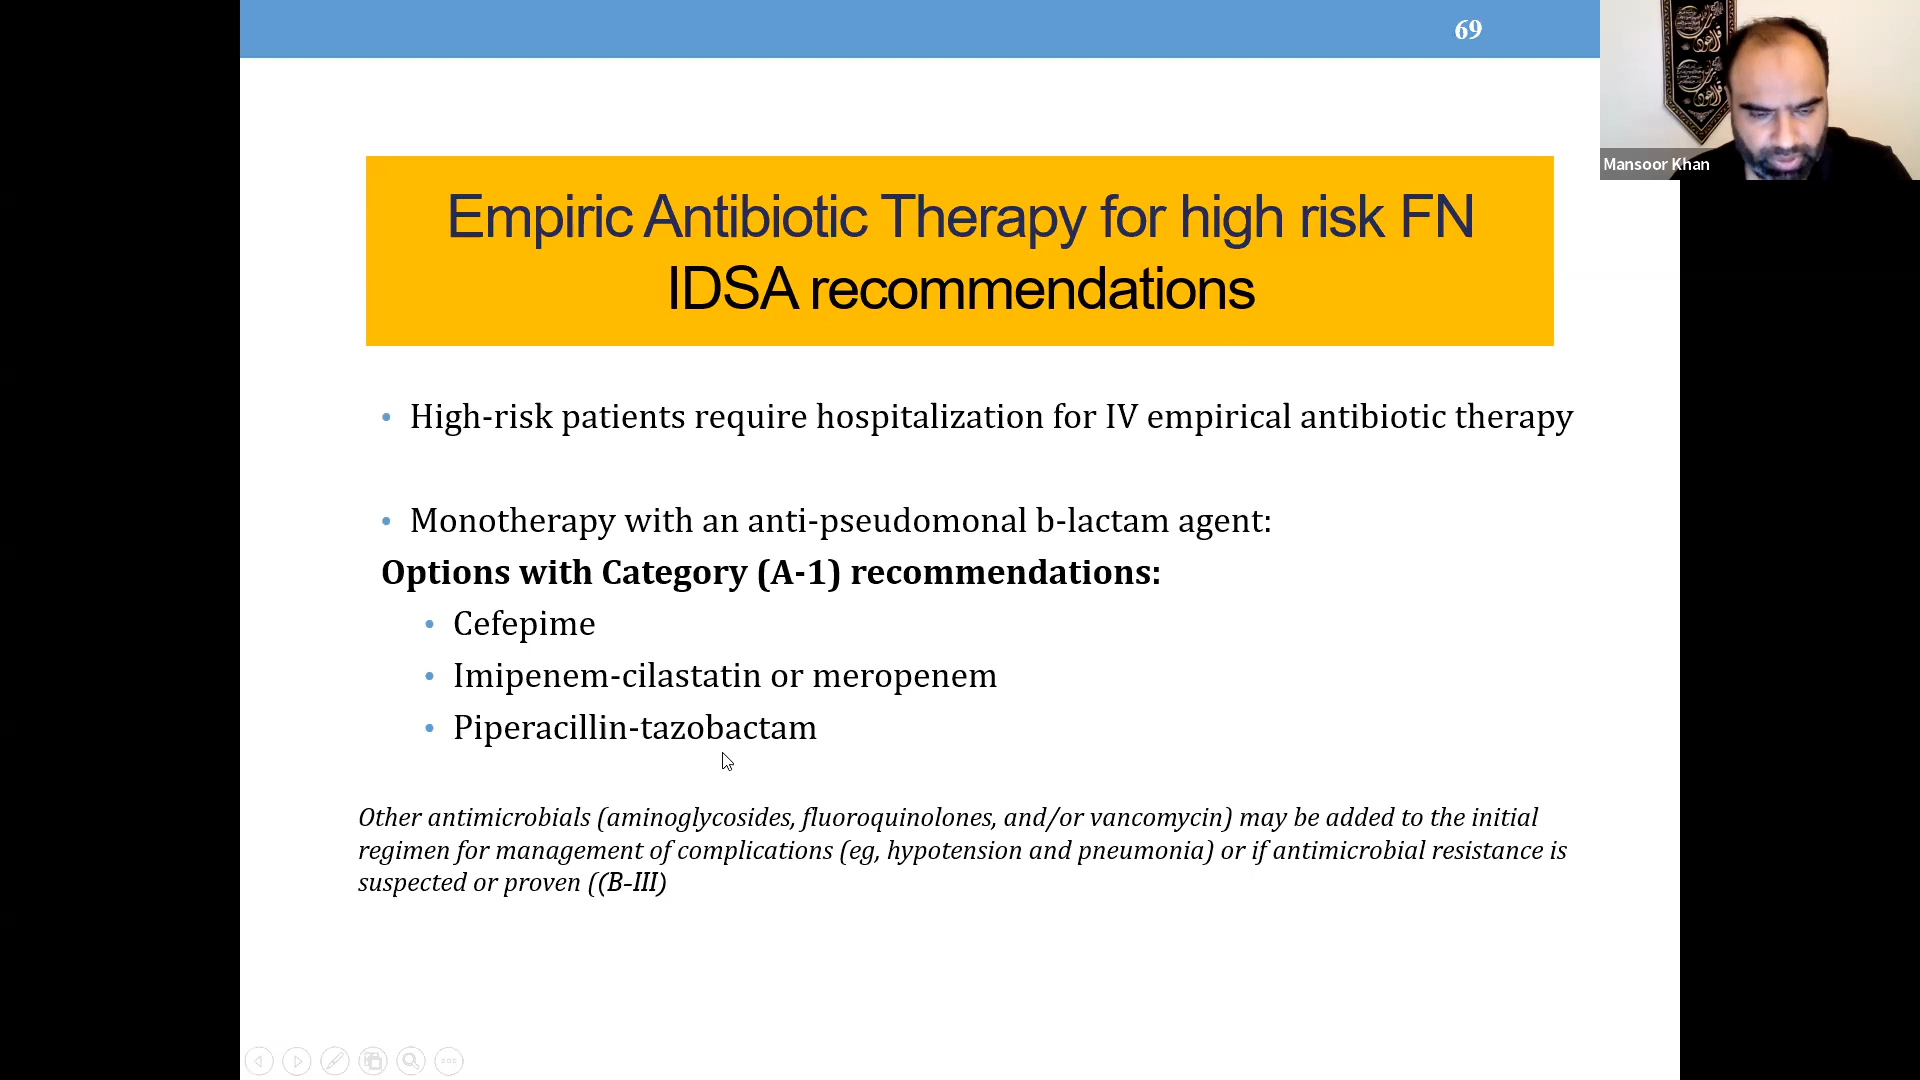 69
Mansoor Khan
Empiric Antibiotic Therapy for high risk FN
IDSA recommendations
• High-risk patients require hospitalization for IV empirical antibiotic therapy
• Monotherapy with an anti-pseudomonal b-lactam agent:
Options with Category (A-1) recommendations:
• Cefepime
• Imipenem-cilastatin or meropenem
• Piperacillin-tazobactam
Other antimicrobials (aminoglycosides, fluoroquinolones, and/or vancomycin) may be added to the initial
regimen for management of complications (eg, hypotension and pneumonia) or if antimicrobial resistance is
suspected or proven ((B-III)